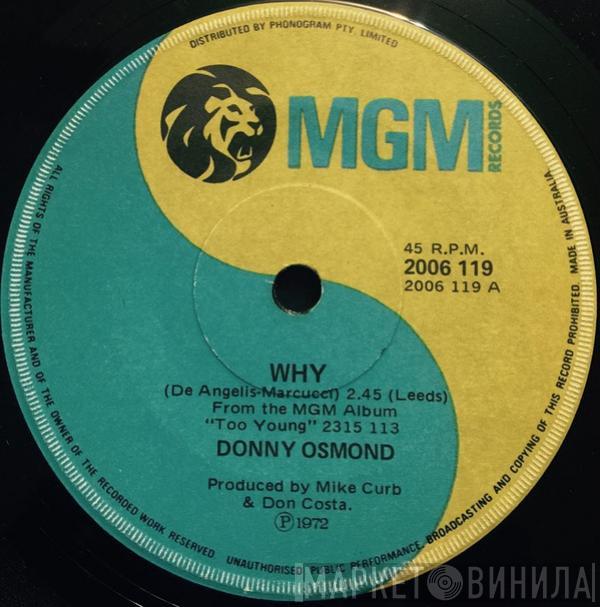 DISTRIBUTED BY PHONOGRAM PTY. LIMITED
MGM
RECORDS
45 R.P.M.
2006 119
2006 119 A
WHY
(De Angelis-Marcucci) 2.45 (Leeds)
From the MGM Album
"Too Young" 2315 113
DONNY OSMOND
Produced by Mike Curb
& Don Costa.
Ⓟ1972
ALL RIGHTS OF THE MANUFACTURER AND OF THE OWNER OF THE RECORDED WORK RESERVED. UNAUTHORISED PUBLIC PERFORMANCE, BROADCASTING AND COPYING OF THIS RECORD PROHIBITED. MADE IN AUSTRALIA.
МАРКЕТ ВИНИЛА